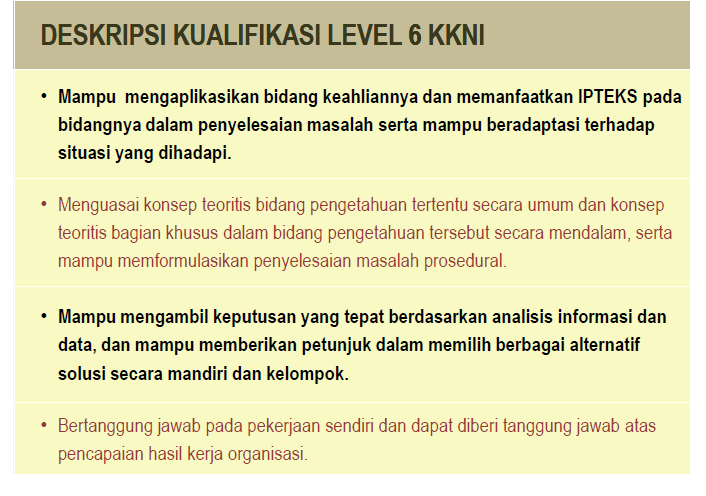 DESKRIPSI KUALIFIKASI LEVEL 6 KKNI
• Mampu mengaplikasikan bidang keahliannya dan memanfaatkan IPTEKS pada
bidangnya dalam penyelesaian masalah serta mampu beradaptasi terhadap
situasi yang dihadapi.
• Menguasai konsep teoritis bidang pengetahuan tertentu secara umum dan konsep
teoritis bagian khusus dalam bidang pengetahuan tersebut secara mendalam, serta
mampu memformulasikan penyelesaian masalah prosedural.
• Mampu mengambil keputusan yang tepat berdasarkan analisis informasi dan
data, dan mampu memberikan petunjuk dalam memilih berbagai alternatif
solusi secara mandiri dan kelompok.
• Bertanggung jawab pada pekerjaan sendiri dan dapat diberi tanggung jawab atas
pencapaian hasil kerja organisasi.